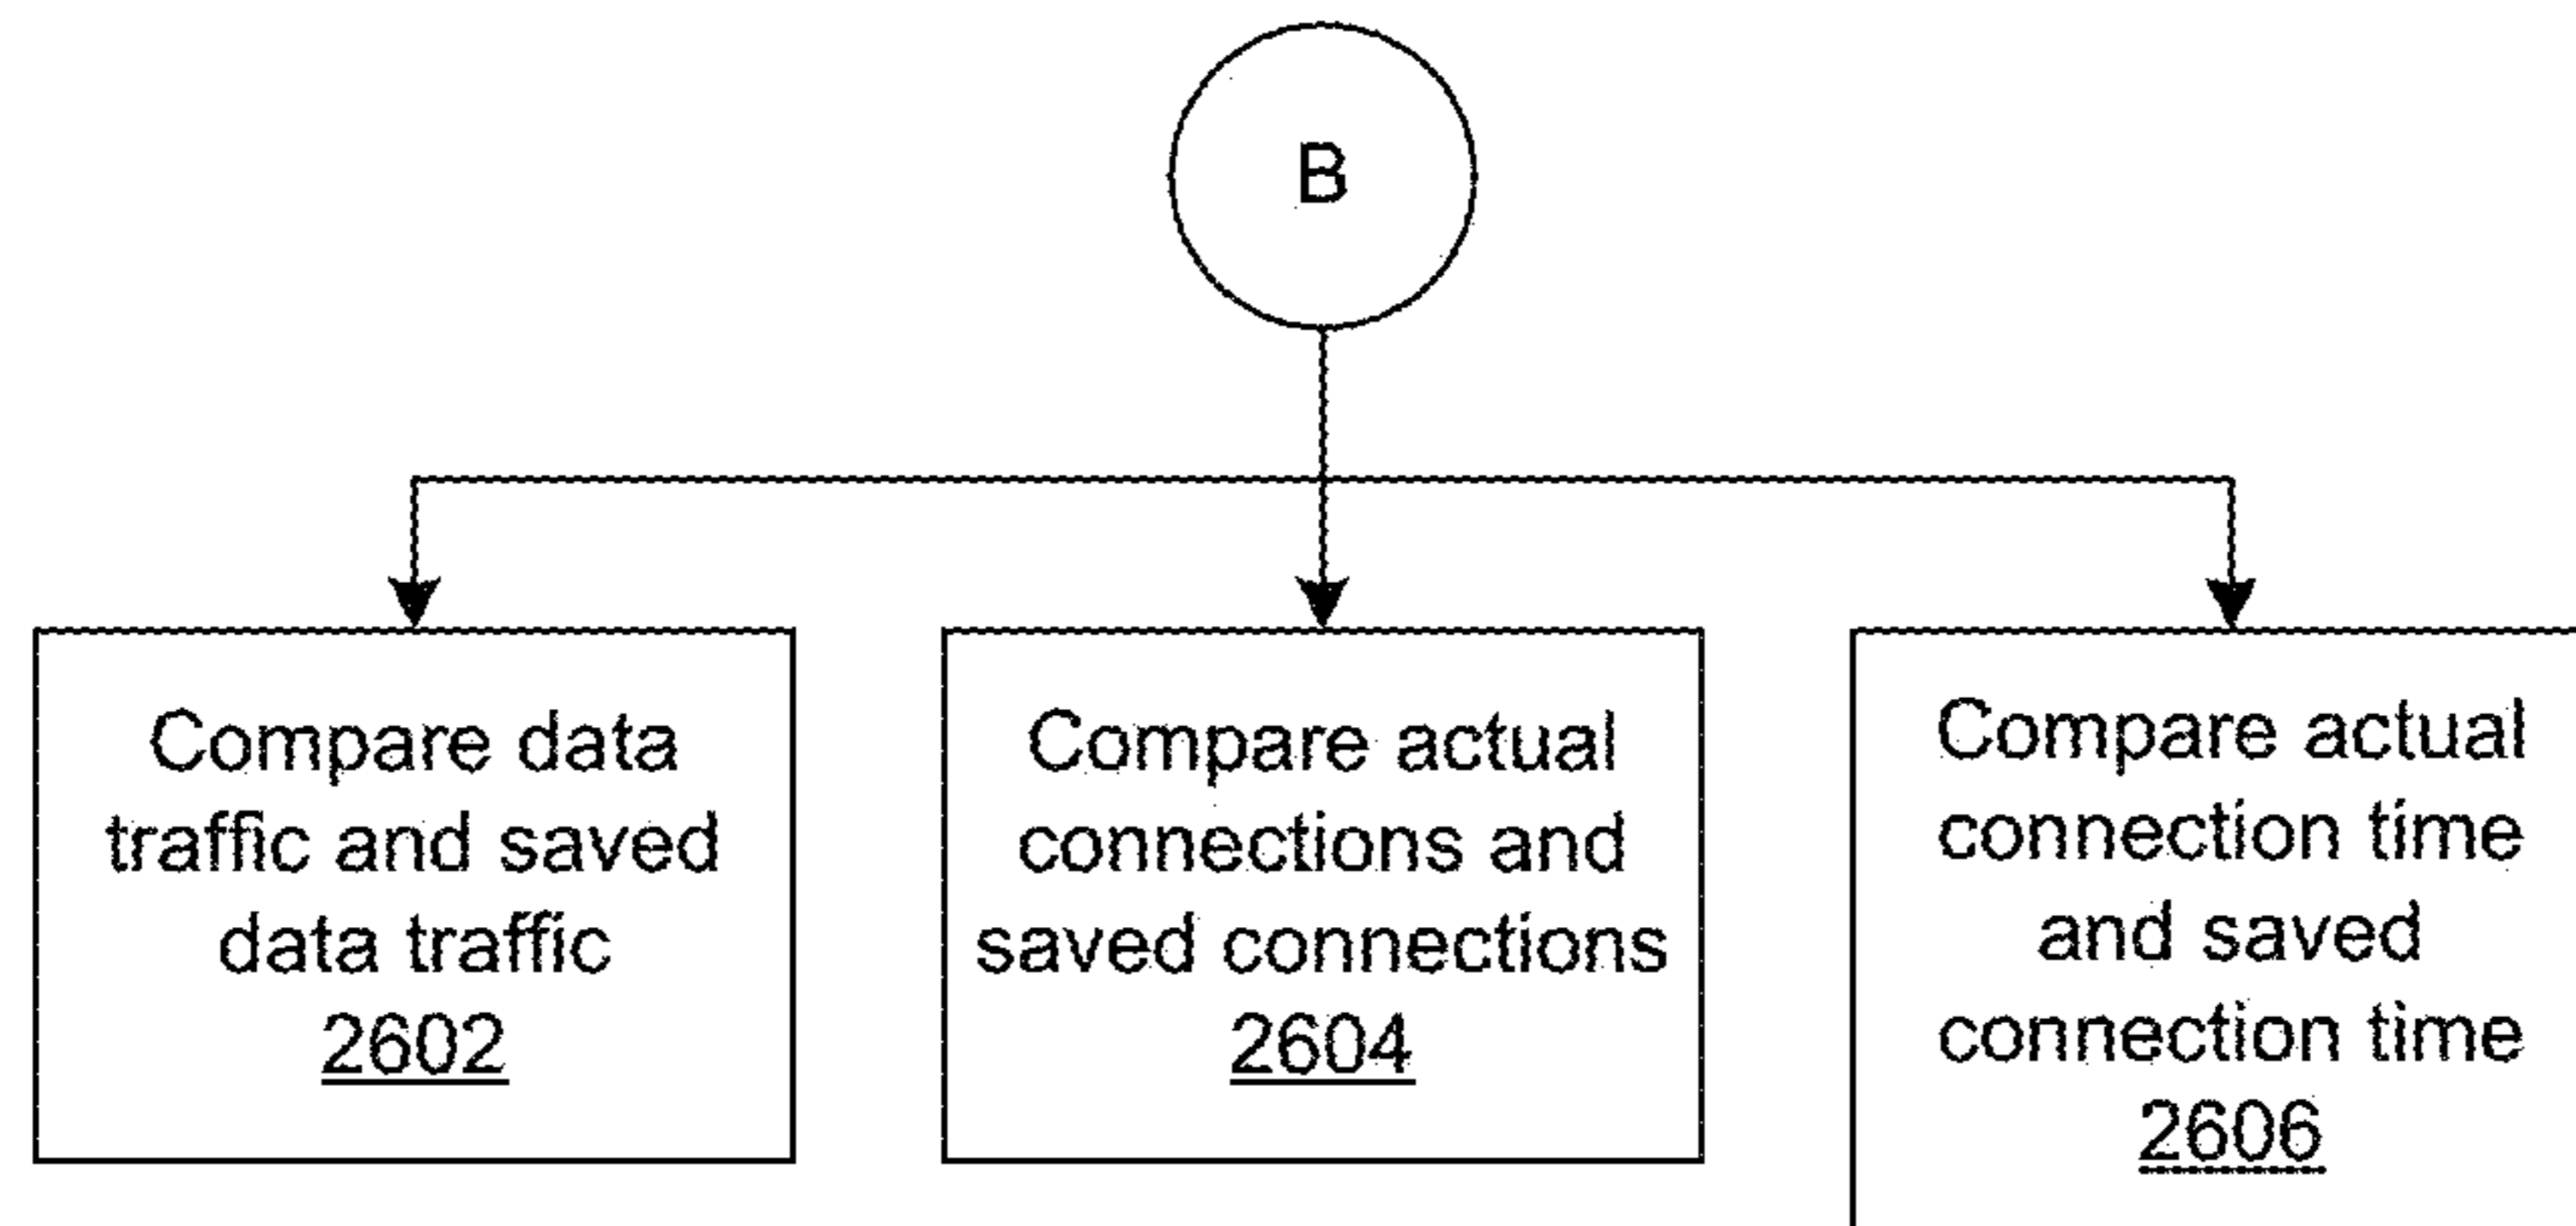 B
Compare data
traffic and saved
data traffic
2602
Compare actual
connections and
saved connections
2604
Compare actual
connection time
and saved
connection time
2606